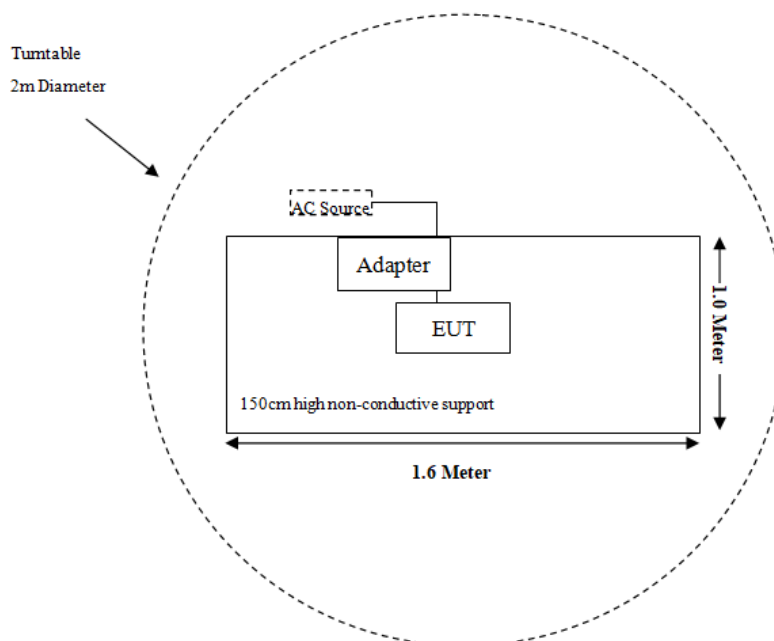 Turntable
2m Diameter
AC Source
Adapter
EUT
1.0 Meter
150cm high non-conductive support
1.6 Meter